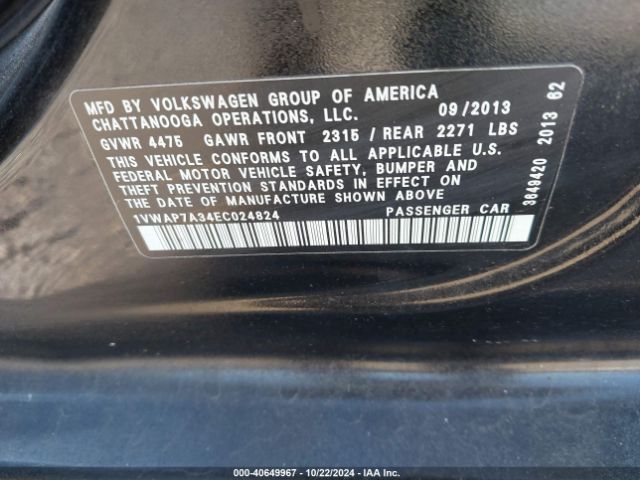 MFD BY VOLKSWAGEN GROUP OF AMERICA
CHATTANOOGA OPERATIONS, LLC. 09/2013
GVWR 4475 GAWR FRONT 2315 / REAR 2271 LBS
THIS VEHICLE CONFORMS TO ALL APPLICABLE U.S.
FEDERAL MOTOR VEHICLE SAFETY, BUMPER AND
THEFT PREVENTION STANDARDS IN EFFECT ON
THE DATE OF MANUFACTURE SHOWN ABOVE
1VWAP7A34EC024824 PASSENGER CAR
3649420 2013 62
000-40649967 - 10/22/2024 - IAA Inc.